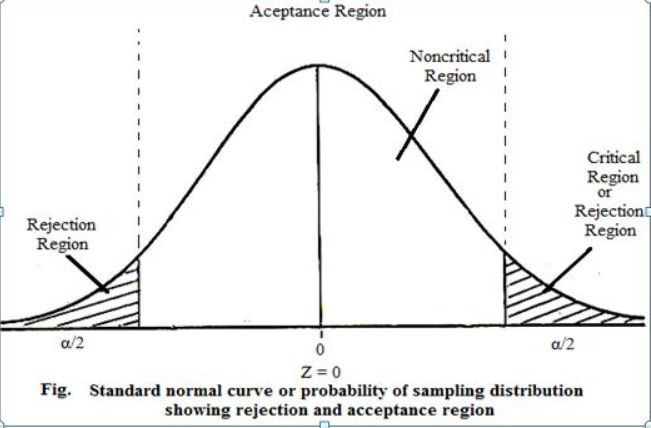 Aceptance Region
Noncritical
Region
Critical
Region
or
Rejection
Region
Rejection
Region
α/2
0
α/2
Z = 0
Fig. Standard normal curve or probability of sampling distribution
showing rejection and acceptance region